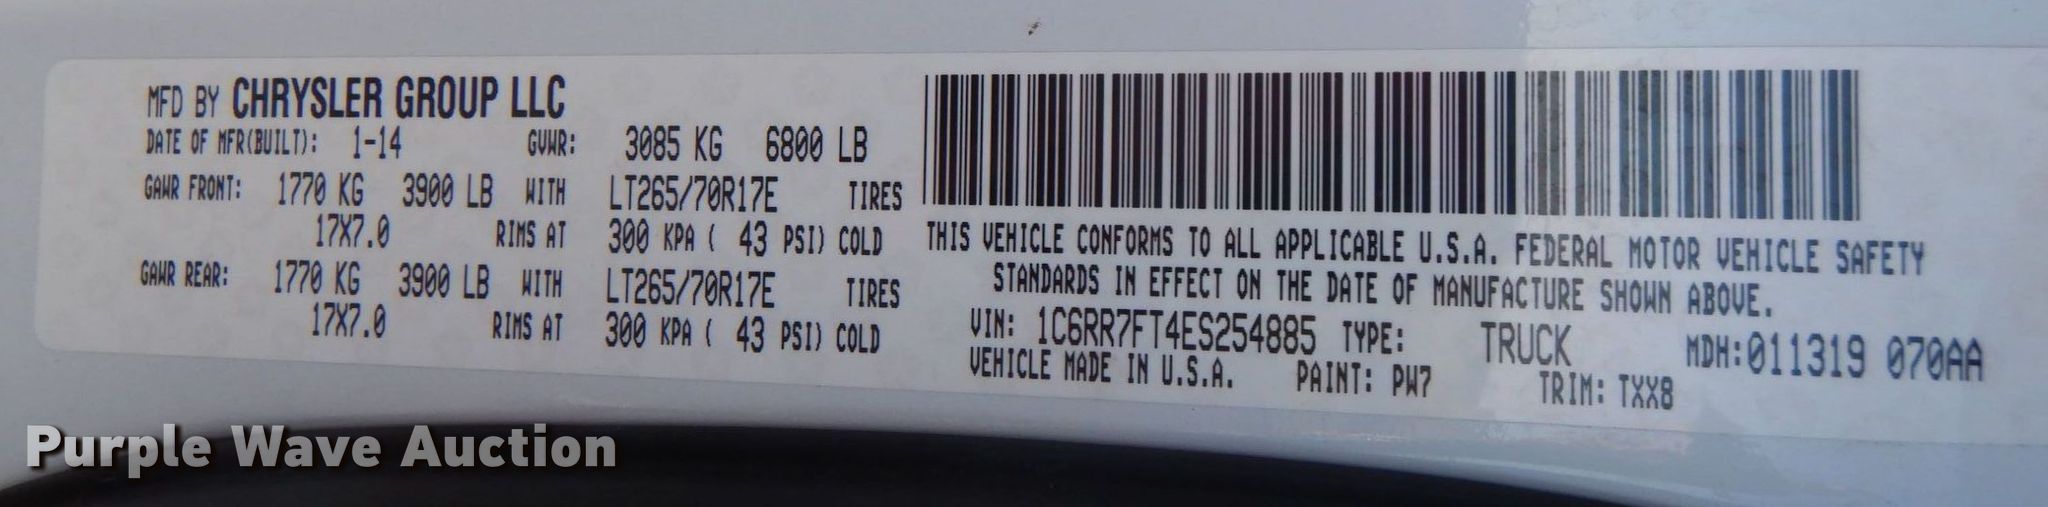 MFD BY CHRYSLER GROUP LLC
DATE OF MFR(BUILT): 1-14 GVWR: 3085 KG 6800 LB
GAWR FRONT: 1770 KG 3900 LB WITH LT265/70R17E TIRES
17X7.0 RIMS AT 300 KPA ( 43 PSI) COLD
GAWR REAR: 1770 KG 3900 LB WITH LT265/70R17E TIRES
17X7.0 RIMS AT 300 KPA ( 43 PSI) COLD
THIS VEHICLE CONFORMS TO ALL APPLICABLE U.S.A. FEDERAL MOTOR VEHICLE SAFETY
STANDARDS IN EFFECT ON THE DATE OF MANUFACTURE SHOWN ABOVE.
VIN: 1C6RR7FT4ES254885 TYPE: TRUCK MDH:011319 070AA
VEHICLE MADE IN U.S.A. PAINT: PW7 TRIM: TXX8
Purple Wave Auction